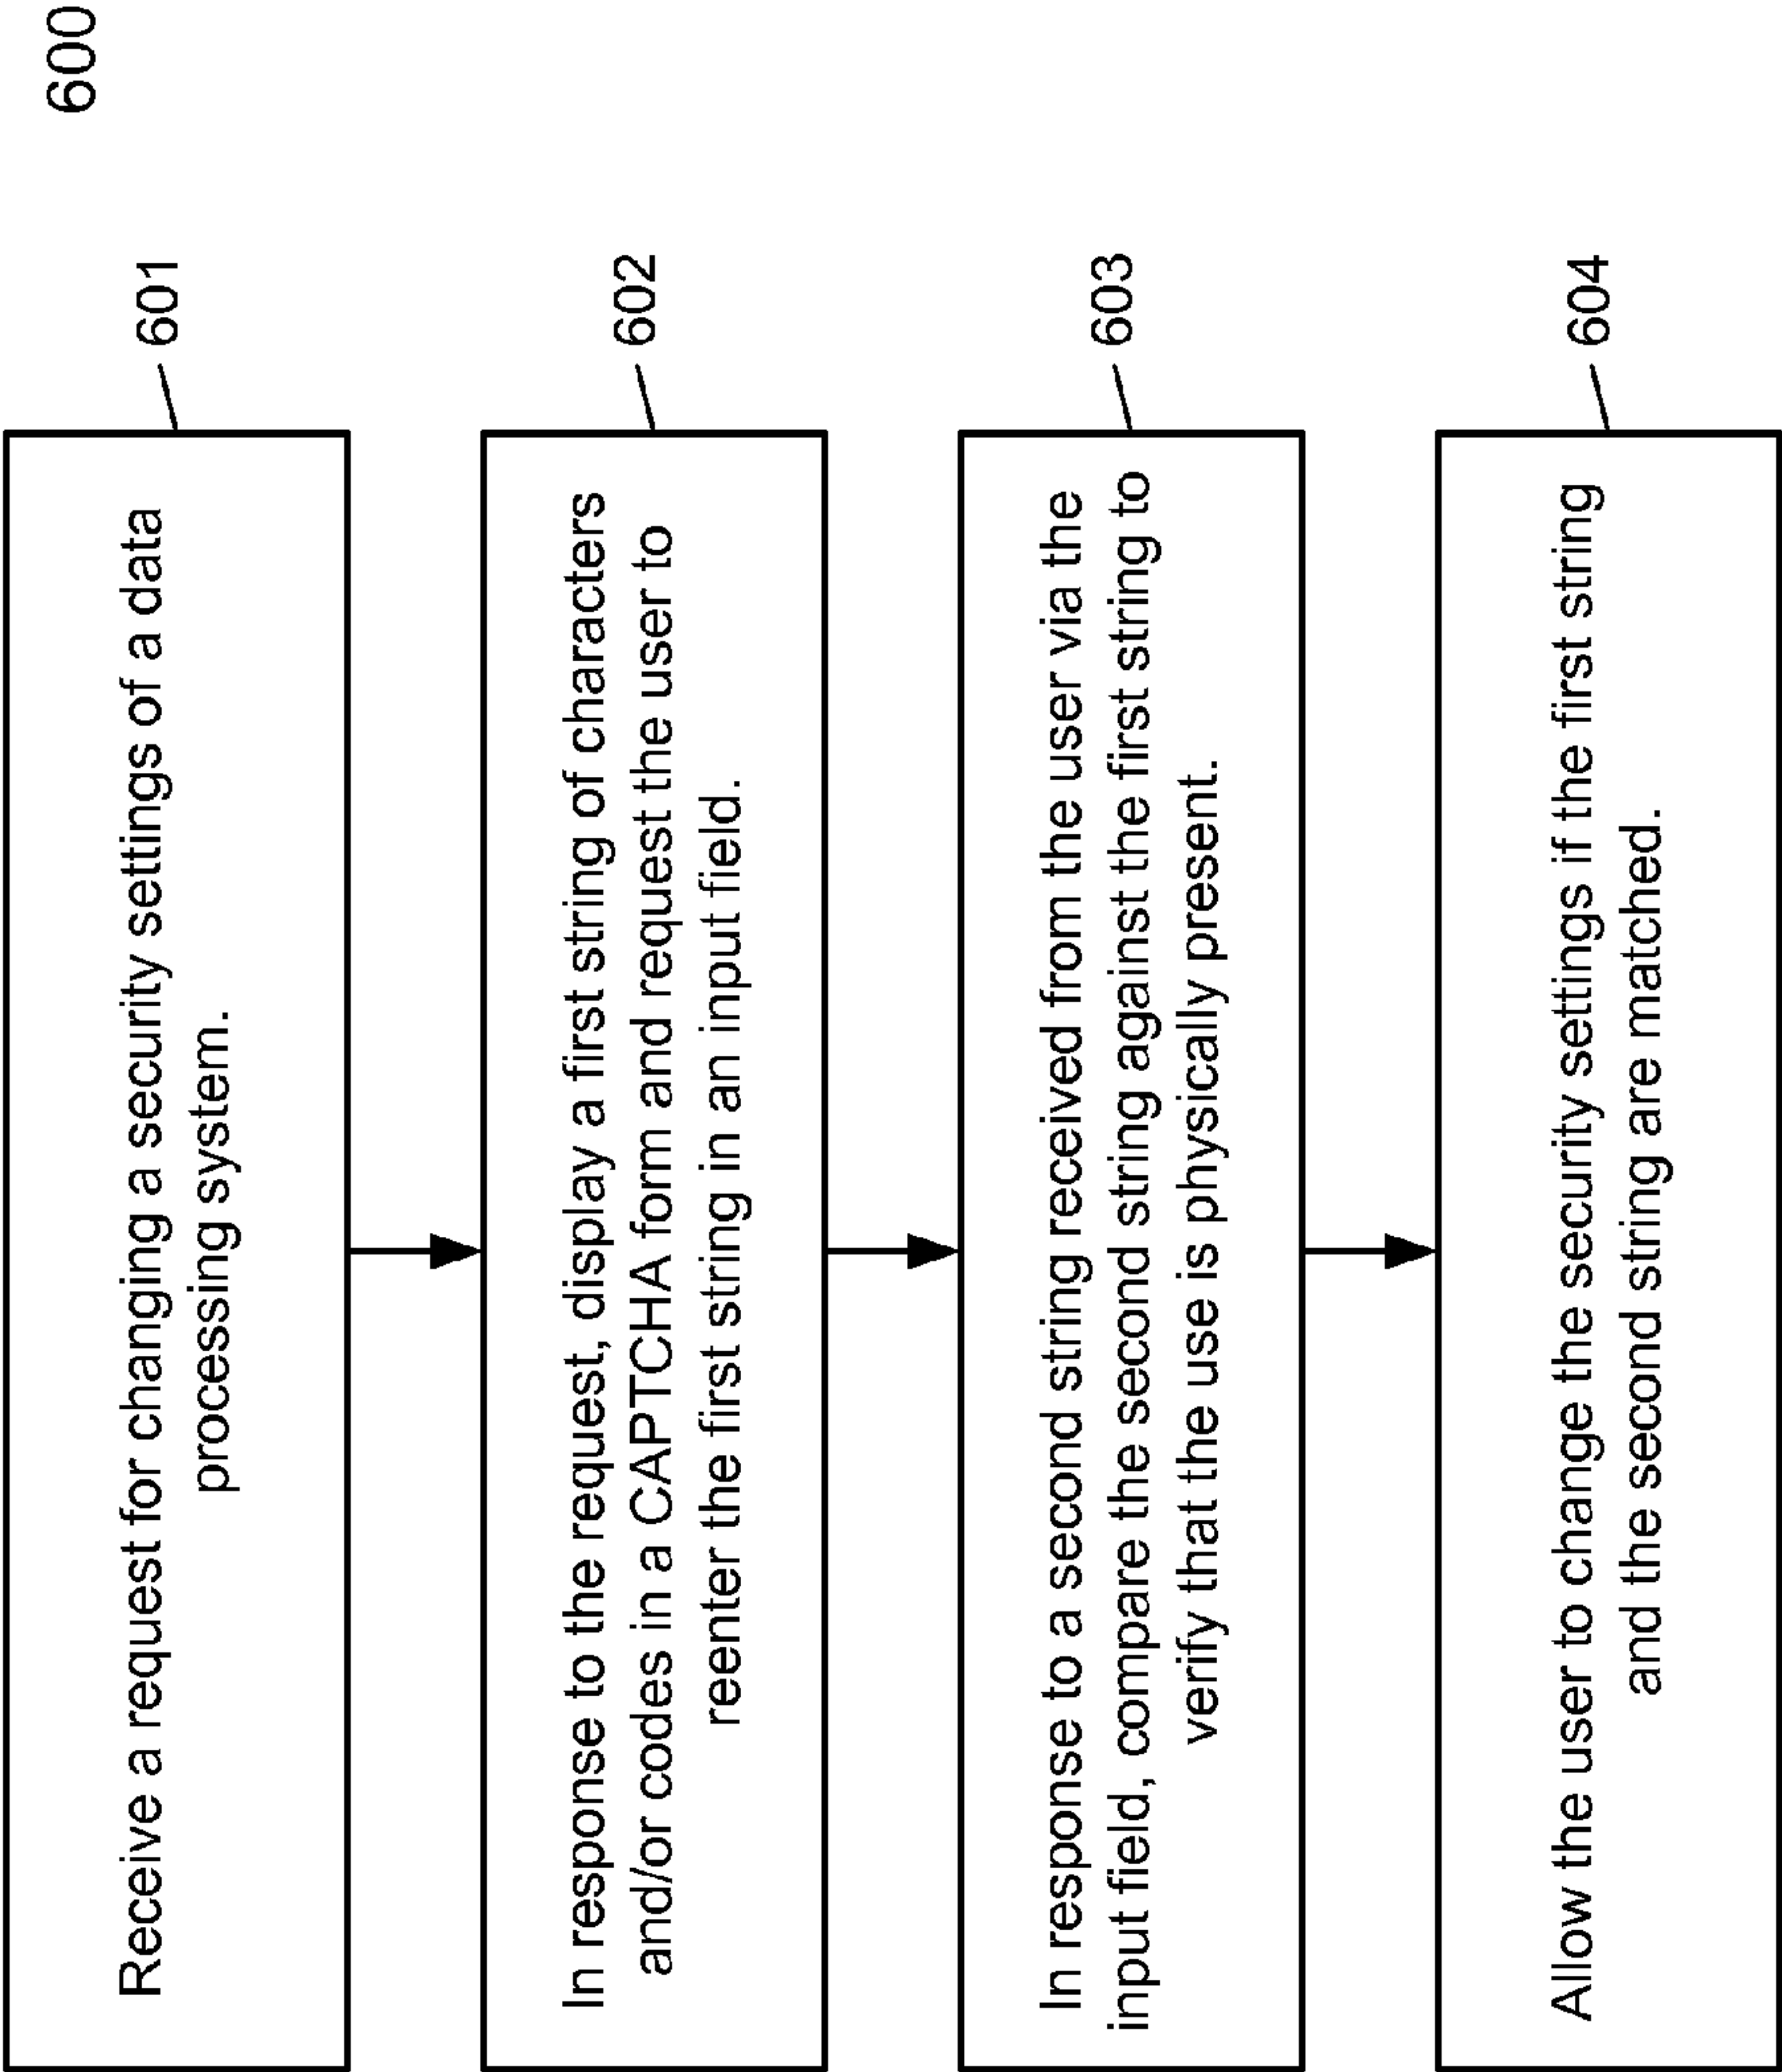 600
Receive a request for changing a security settings of a data
processing system.
601
In response to the request, display a first string of characters
and/or codes in a CAPTCHA form and request the user to
reenter the first string in an input field.
602
In response to a second string received from the user via the
input field, compare the second string against the first string to
verify that the use is physically present.
603
Allow the user to change the security settings if the first string
and the second string are matched.
604